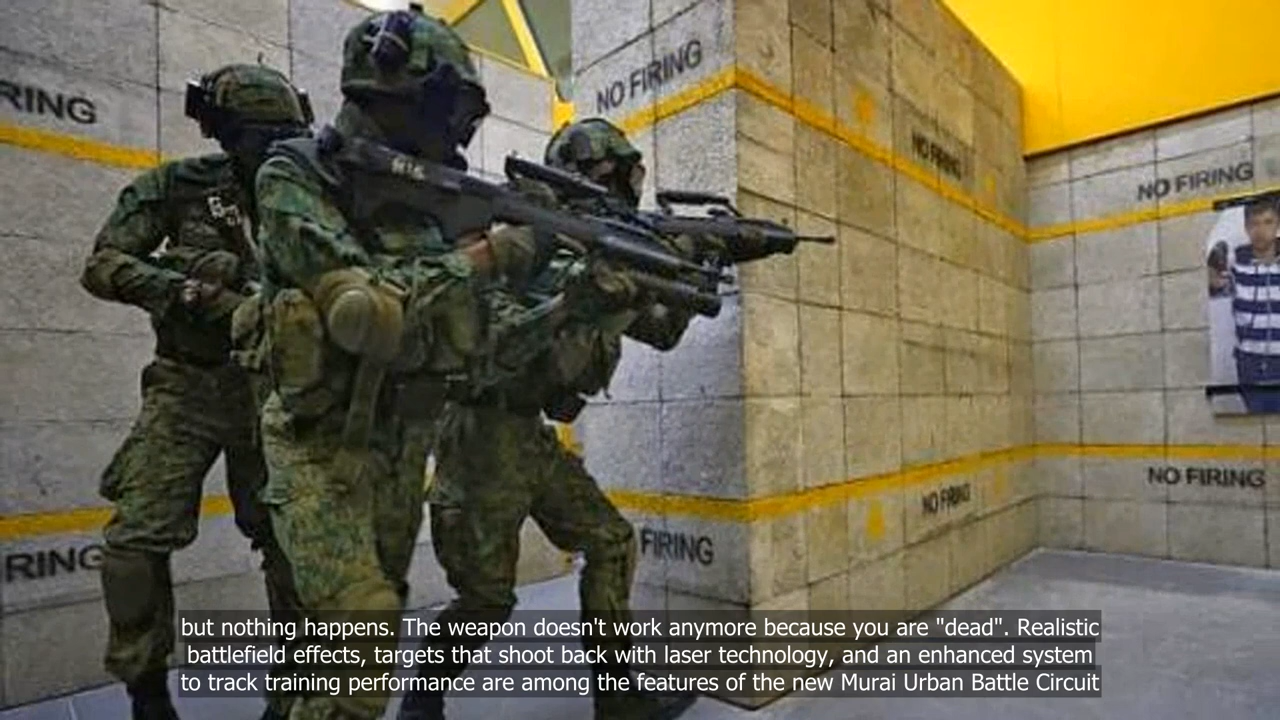 NO FIRING
RING
NO FIRING
NO FIRING
NO FIRING
NO FIRING
FIRING
RING
but nothing happens. The weapon doesn't work anymore because you are "dead". Realistic
battlefield effects, targets that shoot back with laser technology, and an enhanced system
to track training performance are among the features of the new Murai Urban Battle Circuit